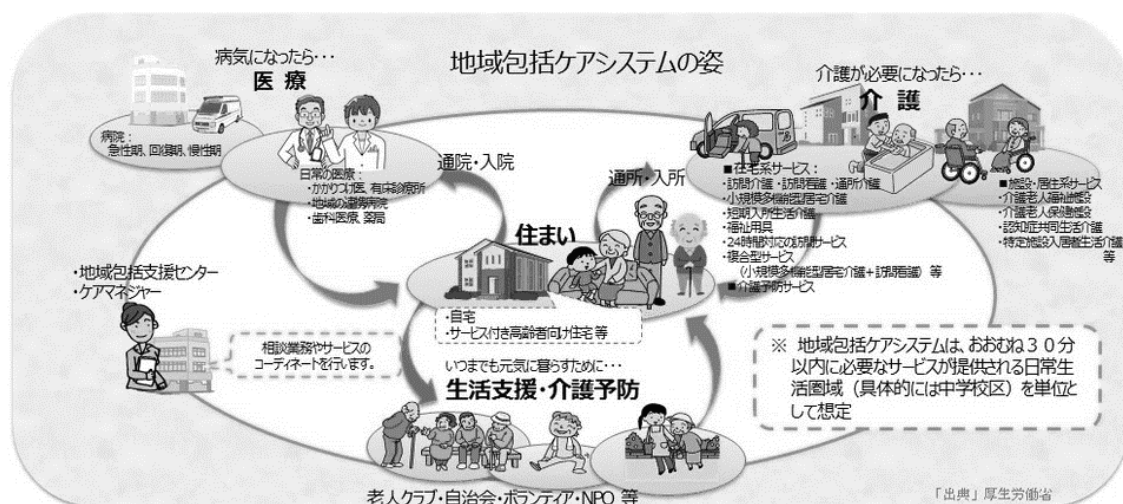 地域包括ケアシステムの姿
病気になったら･･･
医 療
病院：
急性期、回復期、慢性期
日常の医療：
・かかりつけ医、有床診療所
・地域の連携病院
・歯科医療、薬局
通院・入院
通所・入所
介護が必要になったら･･･
介 護
■在宅系サービス：
・訪問介護・訪問看護・通所介護
・小規模多機能型居宅介護
・短期入所生活介護
・福祉用具
・24時間対応の訪問サービス
・複合型サービス
（小規模多機能型居宅介護＋訪問看護）等
■介護予防サービス
■施設・居住系サービス
・介護老人福祉施設
・介護老人保健施設
・認知症共同生活介護
・特定施設入居者生活介護
等
住まい
・自宅
・サービス付き高齢者向け住宅 等
・地域包括支援センター
・ケアマネジャー
相談業務やサービスの
コーディネートを行います。
いつまでも元気に暮らすために･･･
生活支援・介護予防
老人クラブ・自治会・ボランティア・NPO 等
※ 地域包括ケアシステムは、おおむね３０分
以内に必要なサービスが提供される日常生
活圏域（具体的には中学校区）を単位と
して想定
「出典」厚生労働省